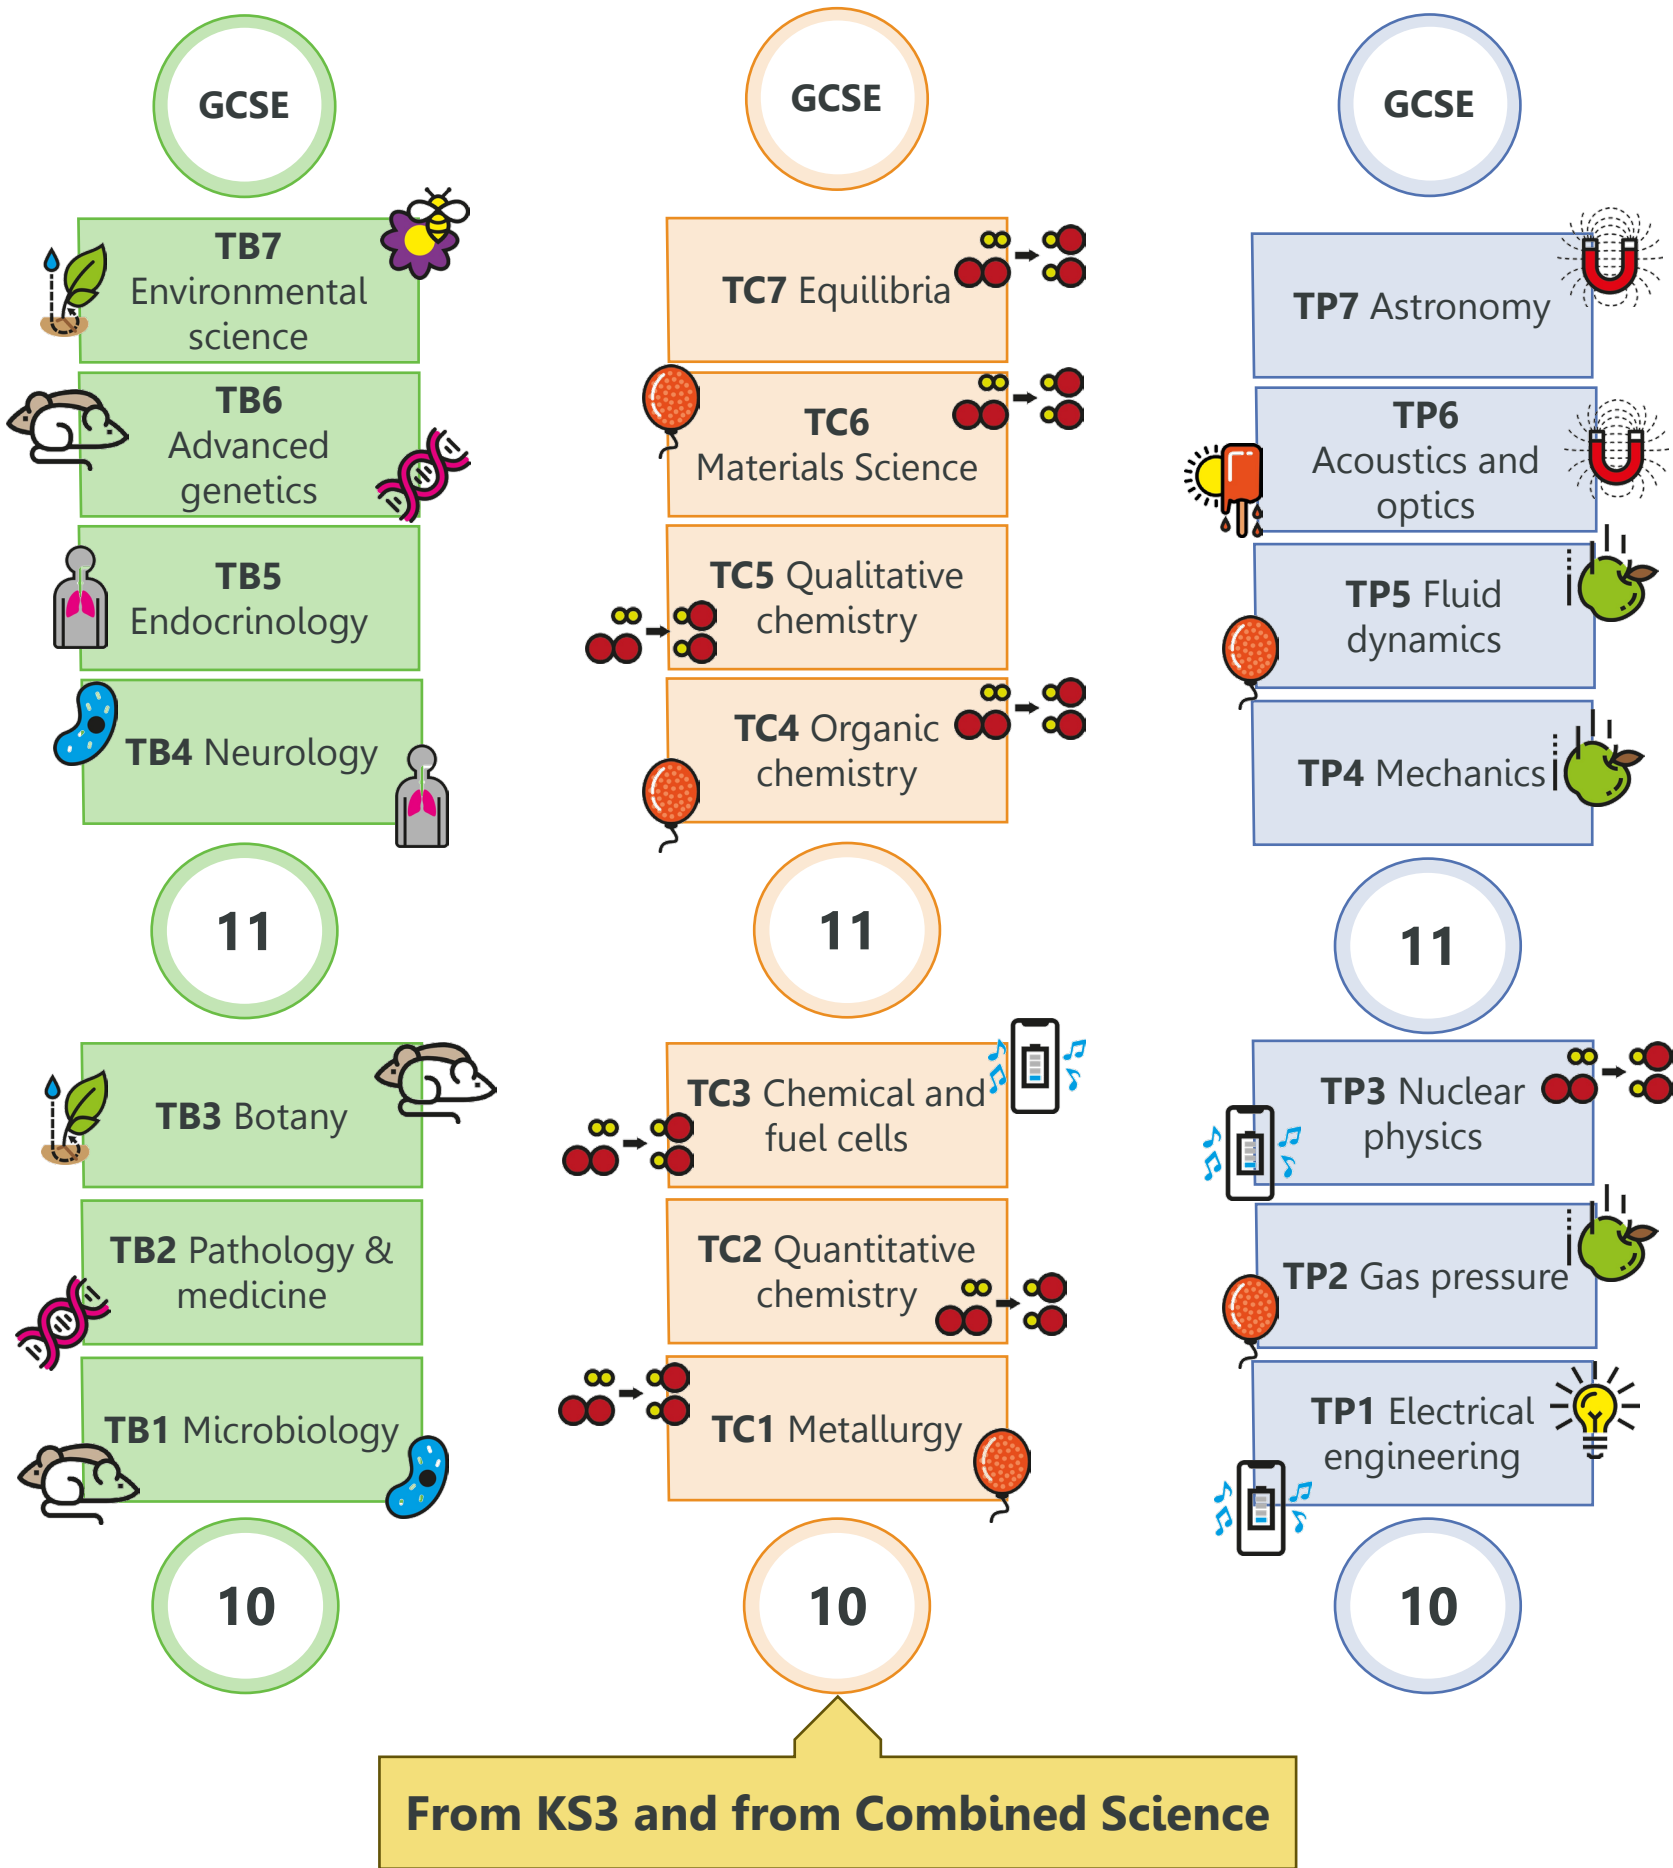 GCSE
GCSE
GCSE
TB7
Environmental
science
TB6
Advanced
genetics
TB5
Endocrinology
TB4 Neurology
TC7 Equilibria
TC6
Materials Science
TC5 Qualitative
chemistry
TC4 Organic
chemistry
TP7 Astronomy
TP6
Acoustics and
optics
TP5 Fluid
dynamics
TP4 Mechanics
11
11
11
TB3 Botany
TB2 Pathology &
medicine
TB1 Microbiology
TC3 Chemical and
fuel cells
TC2 Quantitative
chemistry
TC1 Metallurgy
TP3 Nuclear
physics
TP2 Gas pressure
TP1 Electrical
engineering
10
10
10
From KS3 and from Combined Science